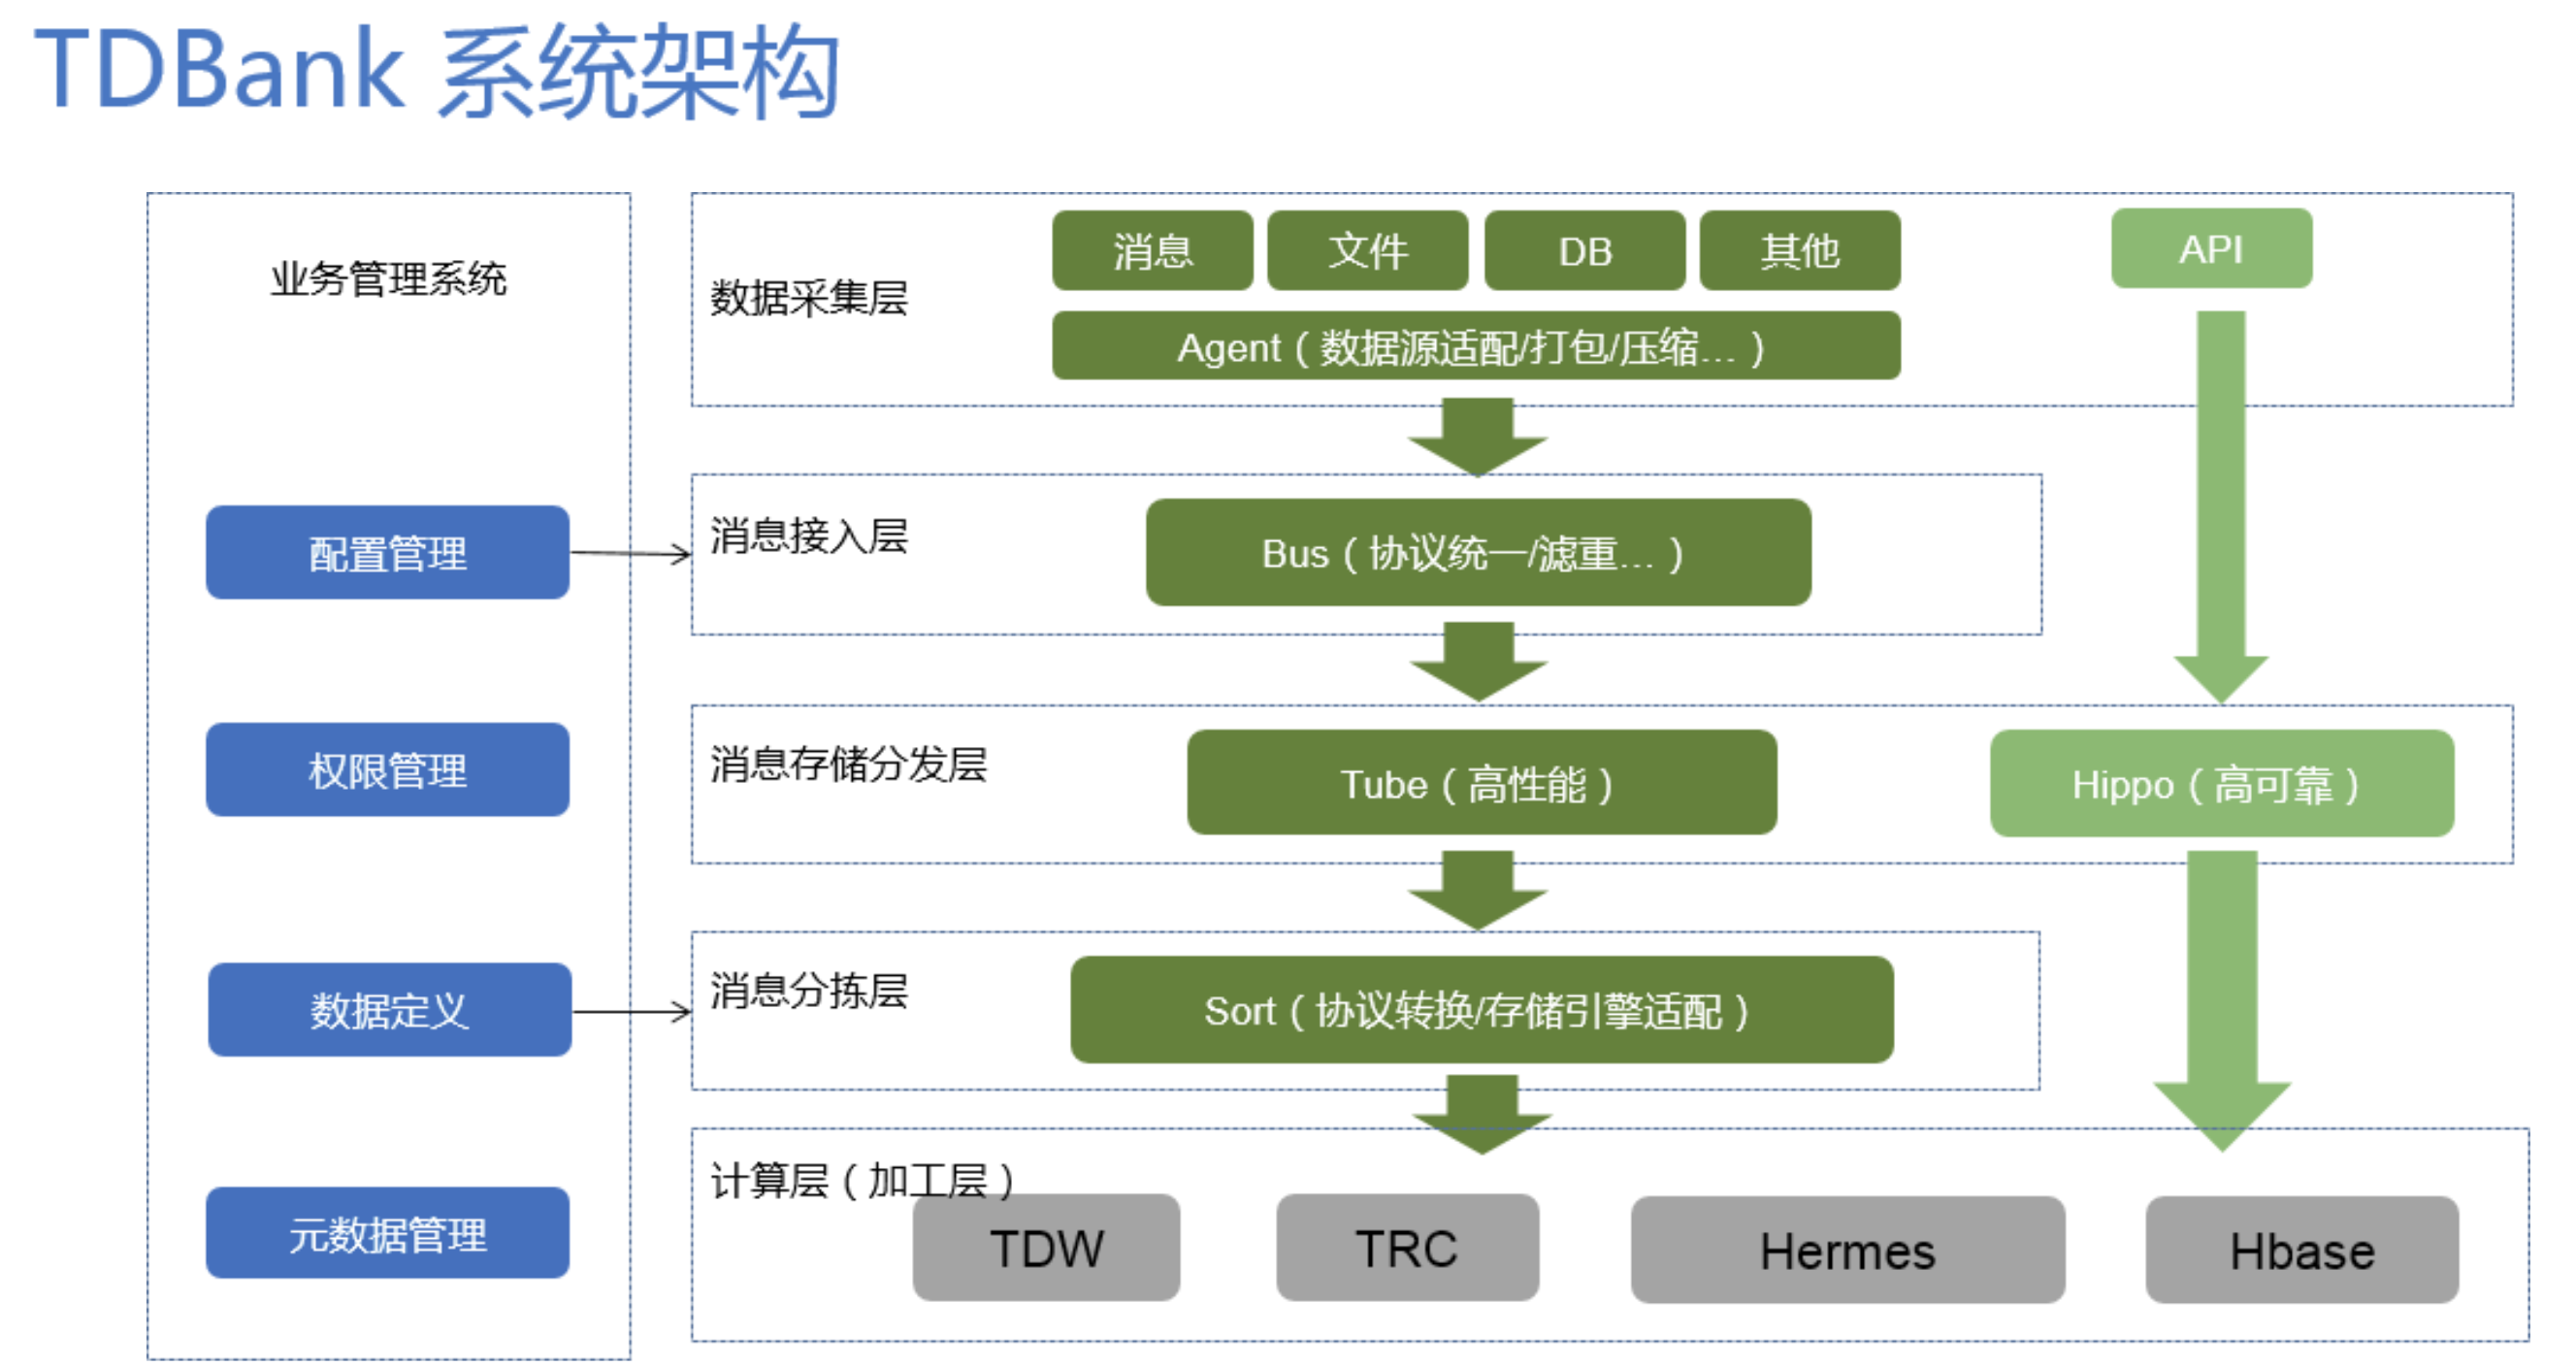 TDBank 系统架构
业务管理系统
配置管理
权限管理
数据定义
元数据管理
数据采集层
消息
文件
DB
其他
API
Agent（数据源适配/打包/压缩...）
消息接入层
Bus（协议统一/滤重...）
消息存储分发层
Tube（高性能）
Hippo（高可靠）
消息分拣层
Sort（协议转换/存储引擎适配）
计算层（加工层）
TDW
TRC
Hermes
Hbase